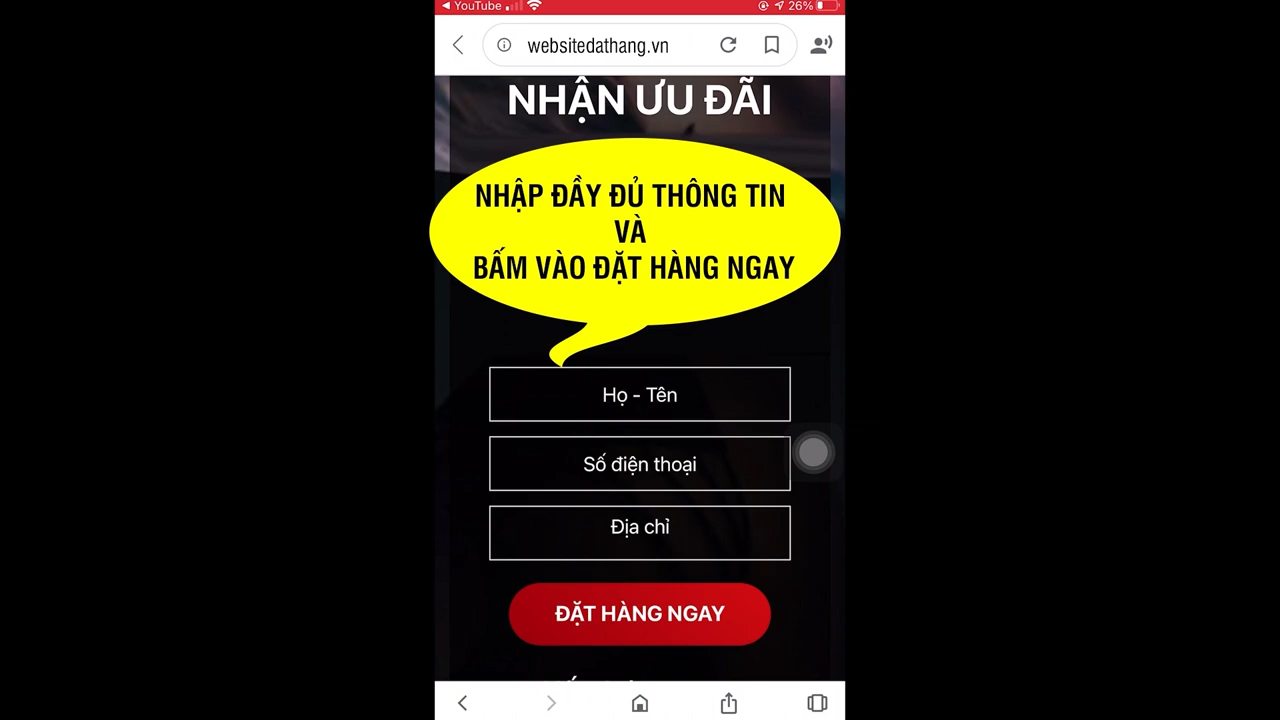 YouTube
26%
websitedathang.vn
NHẬN ƯU ĐÃI
NHẬP ĐẦY ĐỦ THÔNG TIN
VÀ
BẤM VÀO ĐẶT HÀNG NGAY
Họ - Tên
Số điện thoại
Địa chỉ
ĐẶT HÀNG NGAY